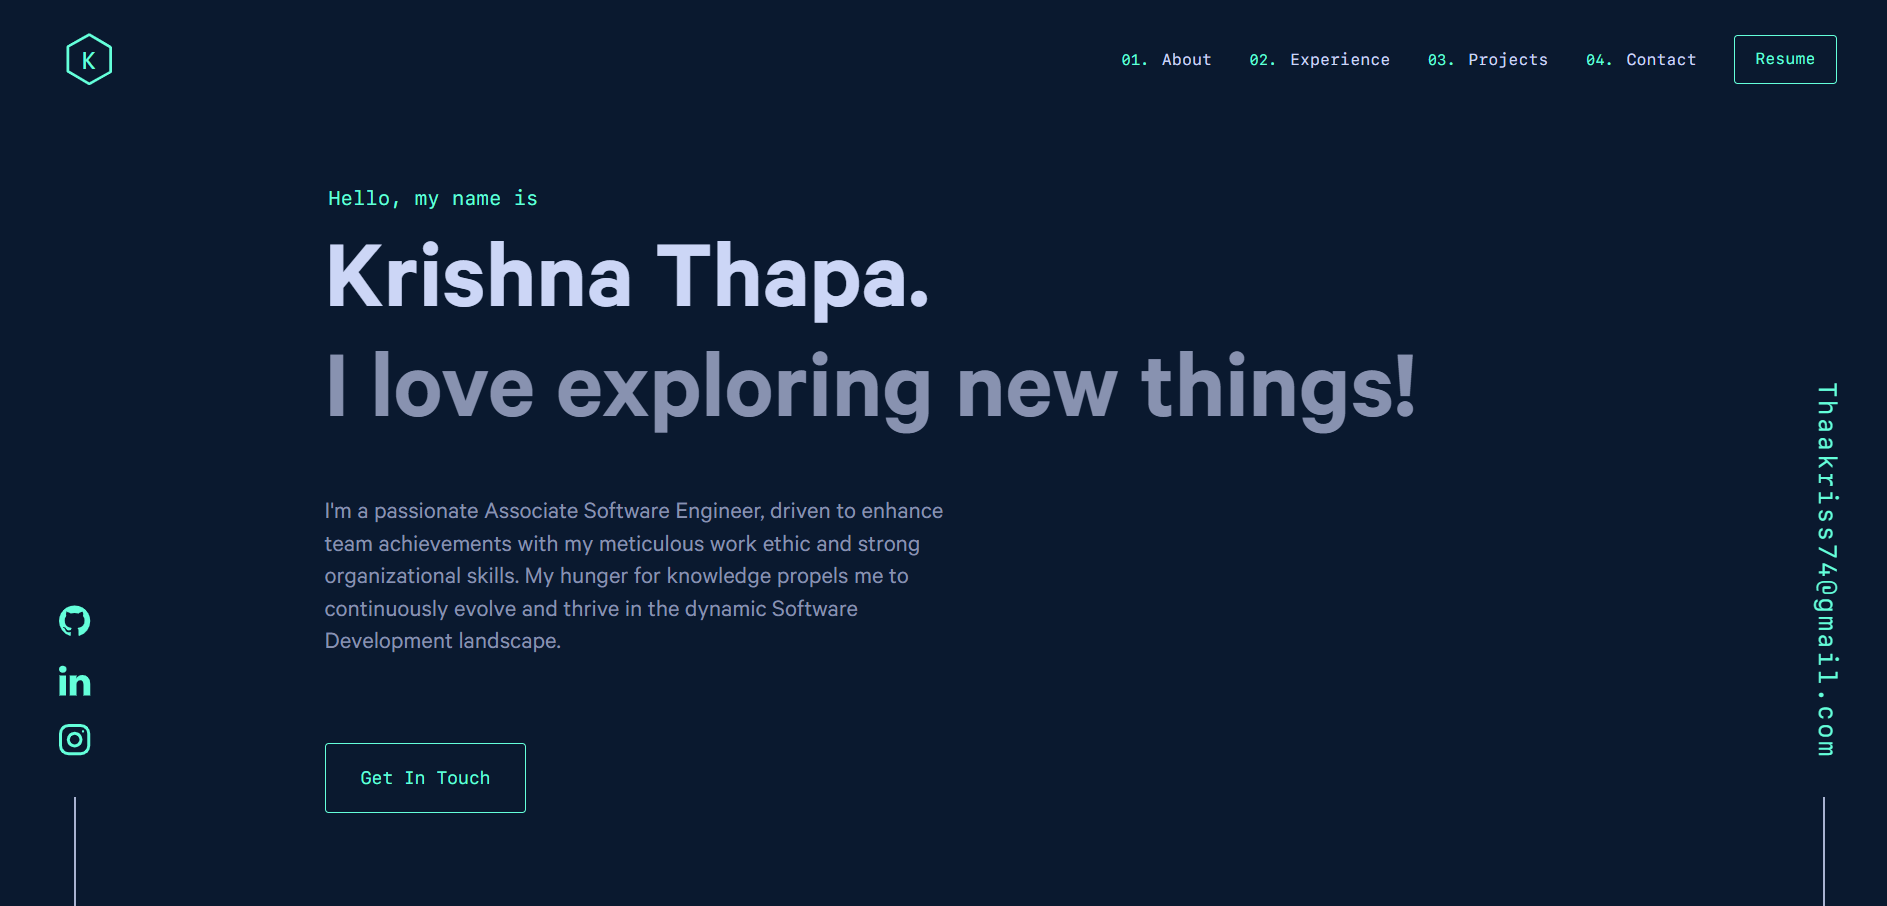 K
01. About 02. Experience 03. Projects 04. Contact Resume
Hello, my name is
Krishna Thapa.
I love exploring new things!
I'm a passionate Associate Software Engineer, driven to enhance
team achievements with my meticulous work ethic and strong
organizational skills. My hunger for knowledge propels me to
continuously evolve and thrive in the dynamic Software
Development landscape.
Get In Touch
in
Thaakriss74@gmail.com